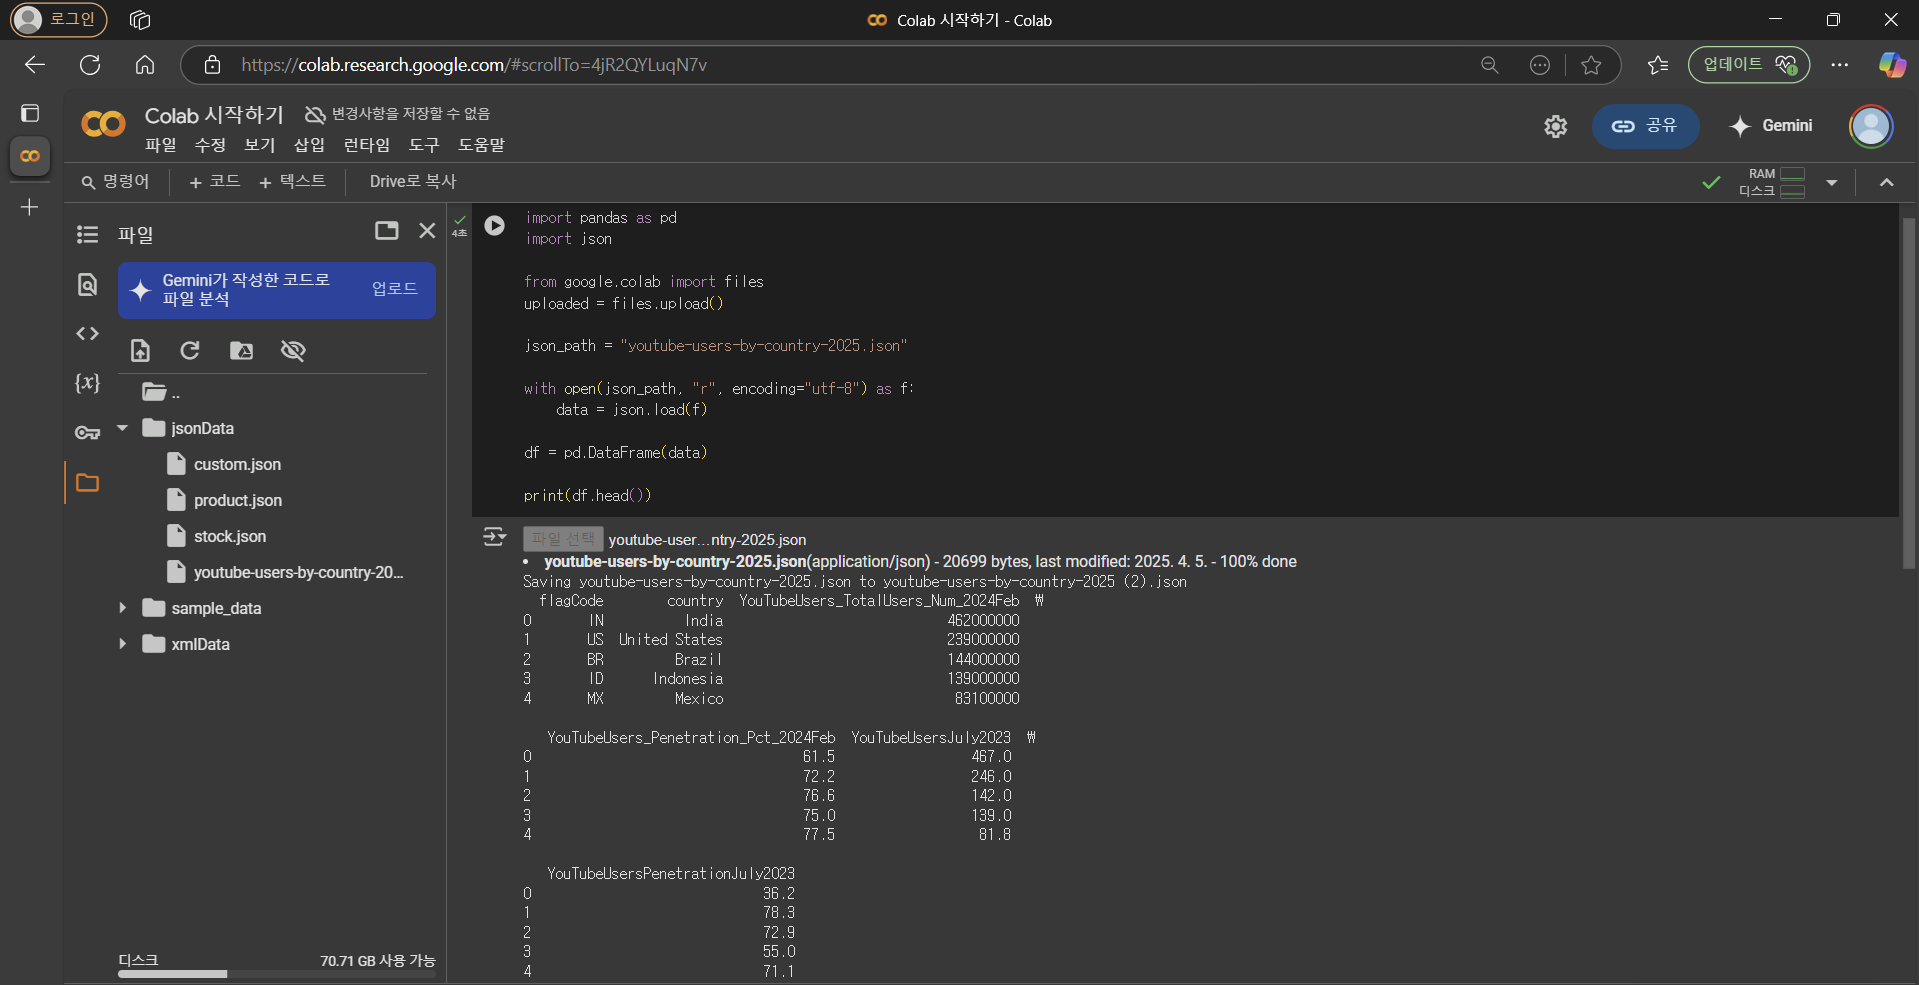 로그인
Colab 시작하기 - Colab
https://colab.research.google.com/#scrollTo=4jR2QYLuqN7v
업데이트
Colab 시작하기 변경사항을 저장할 수 없음
파일 수정 보기 삽입 런타임 도구 도움말
공유
Gemini
명령어 + 코드 + 텍스트 Drive로 복사
RAM
디스크
파일
Gemini가 작성한 코드로
파일 분석
업로드
{x}
..
jsonData
custom.json
product.json
stock.json
youtube-users-by-country-20...
sample_data
xmlData
디스크 70.71 GB 사용 가능
4초
import pandas as pd
import json
from google.colab import files
uploaded = files.upload()
json_path = "youtube-users-by-country-2025.json"
with open(json_path, "r", encoding="utf-8") as f:
    data = json.load(f)
df = pd.DataFrame(data)
print(df.head())
파일 선택 youtube-user...ntry-2025.json
• youtube-users-by-country-2025.json(application/json) - 20699 bytes, last modified: 2025. 4. 5. - 100% done
Saving youtube-users-by-country-2025.json to youtube-users-by-country-2025 (2).json
flagCode country YouTubeUsers_TotalUsers_Num_2024Feb ₩
0 IN India 462000000
1 US United States 239000000
2 BR Brazil 144000000
3 ID Indonesia 139000000
4 MX Mexico 83100000
YouTubeUsers_Penetration_Pct_2024Feb YouTubeUsersJuly2023 ₩
0 61.5 467.0
1 72.2 246.0
2 76.6 142.0
3 75.0 139.0
4 77.5 81.8
YouTubeUsersPenetrationJuly2023
0 36.2
1 78.3
2 72.9
3 55.0
4 71.1